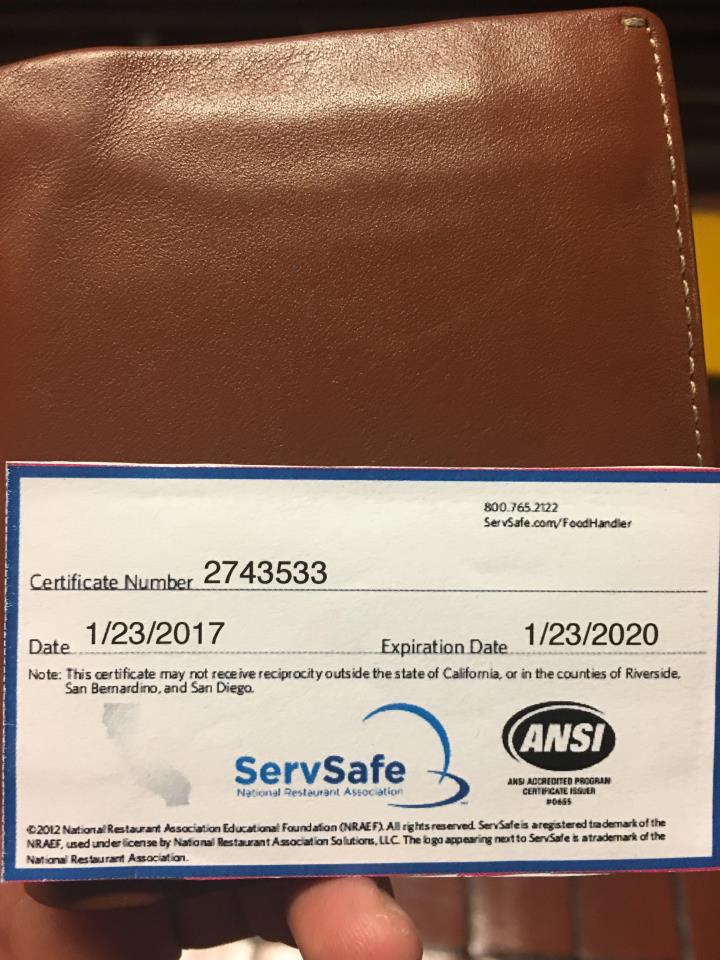 800.765.2122
ServSafe.com/FoodHandler
Certificate Number 2743533
Date 1/23/2017 Expiration Date 1/23/2020
Note: This certificate may not receive reciprocity outside the state of California, or in the counties of Riverside,
San Bernardino, and San Diego.
ANSI
ServSafe
National Restaurant Association
ANSI ACCREDITED PROGRAM
CERTIFICATE ISSUER
#0655
©2012 National Restaurant Association Educational Foundation (NRAEF). All rights reserved. ServSafe is a registered trademark of the
NRAEF, used under license by National Restaurant Association Solutions, LLC. The logo appearing next to ServSafe is a trademark of the
National Restaurant Association.